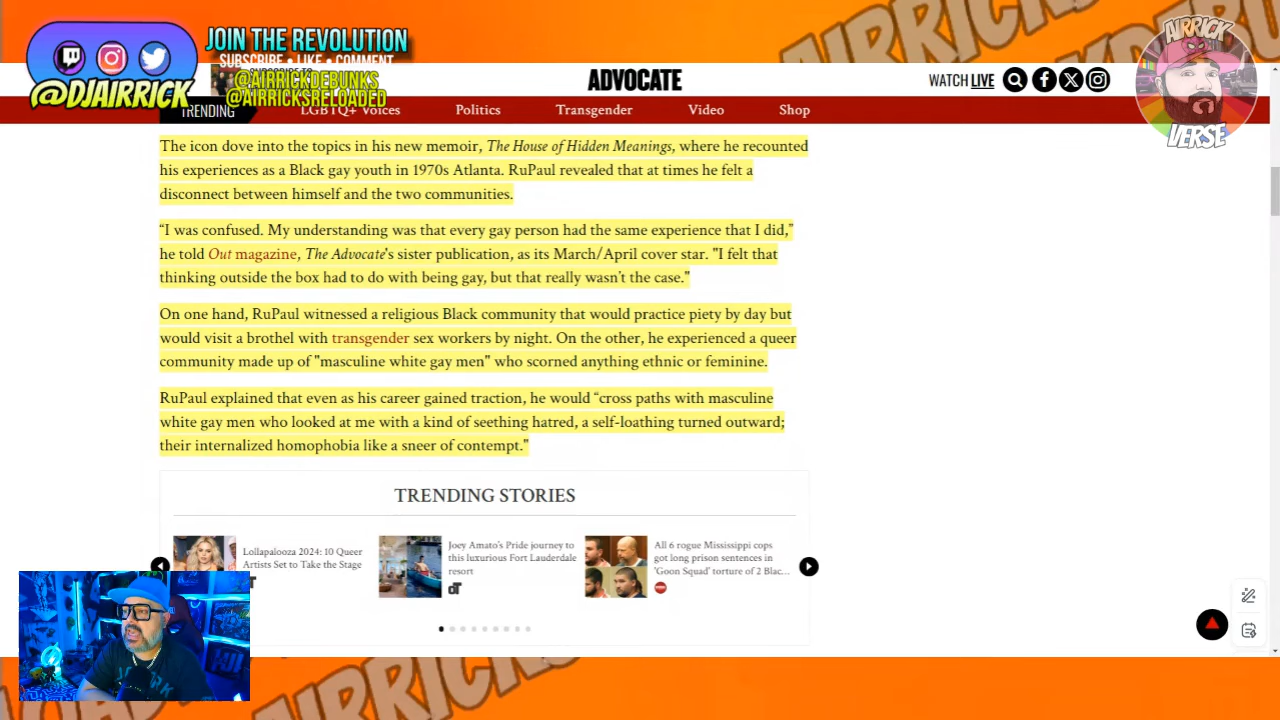 JOIN THE REVOLUTION
SUBSCRIBE • LIKE • COMMENT
@AIRRICKDEBUNKS
@AIRRICKSRELOADED
@DJAIRRICK
ADVOCATE
WATCH LIVE
AIRRICK
VERSE
TRENDING
LGBTQ+ Voices
Politics
Transgender
Video
Shop
The icon dove into the topics in his new memoir, The House of Hidden Meanings, where he recounted
his experiences as a Black gay youth in 1970s Atlanta. RuPaul revealed that at times he felt a
disconnect between himself and the two communities.
“I was confused. My understanding was that every gay person had the same experience that I did,”
he told Out magazine, The Advocate's sister publication, as its March/April cover star. "I felt that
thinking outside the box had to do with being gay, but that really wasn’t the case."
On one hand, RuPaul witnessed a religious Black community that would practice piety by day but
would visit a brothel with transgender sex workers by night. On the other, he experienced a queer
community made up of "masculine white gay men" who scorned anything ethnic or feminine.
RuPaul explained that even as his career gained traction, he would “cross paths with masculine
white gay men who looked at me with a kind of seething hatred, a self-loathing turned outward;
their internalized homophobia like a sneer of contempt."
TRENDING STORIES
Lollapalooza 2024: 10 Queer
Artists Set to Take the Stage
Joey Amato’s Pride journey to
this luxurious Fort Lauderdale
resort
All 6 rogue Mississippi cops
got long prison sentences in
'Goon Squad' torture of 2 Blac...